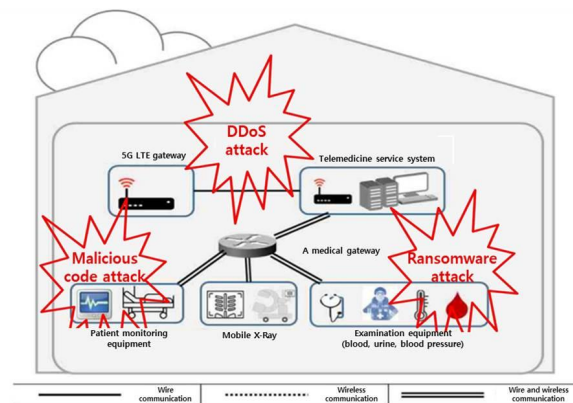 DDoS
attack
5G LTE gateway
Telemedicine service system
Malicious
code attack
A medical gateway
Ransomware
attack
Patient monitoring
equipment
Mobile X-Ray
Examination equipment
(blood, urine, blood pressure)
Wire
communication
Wireless
communication
Wire and wireless
communication